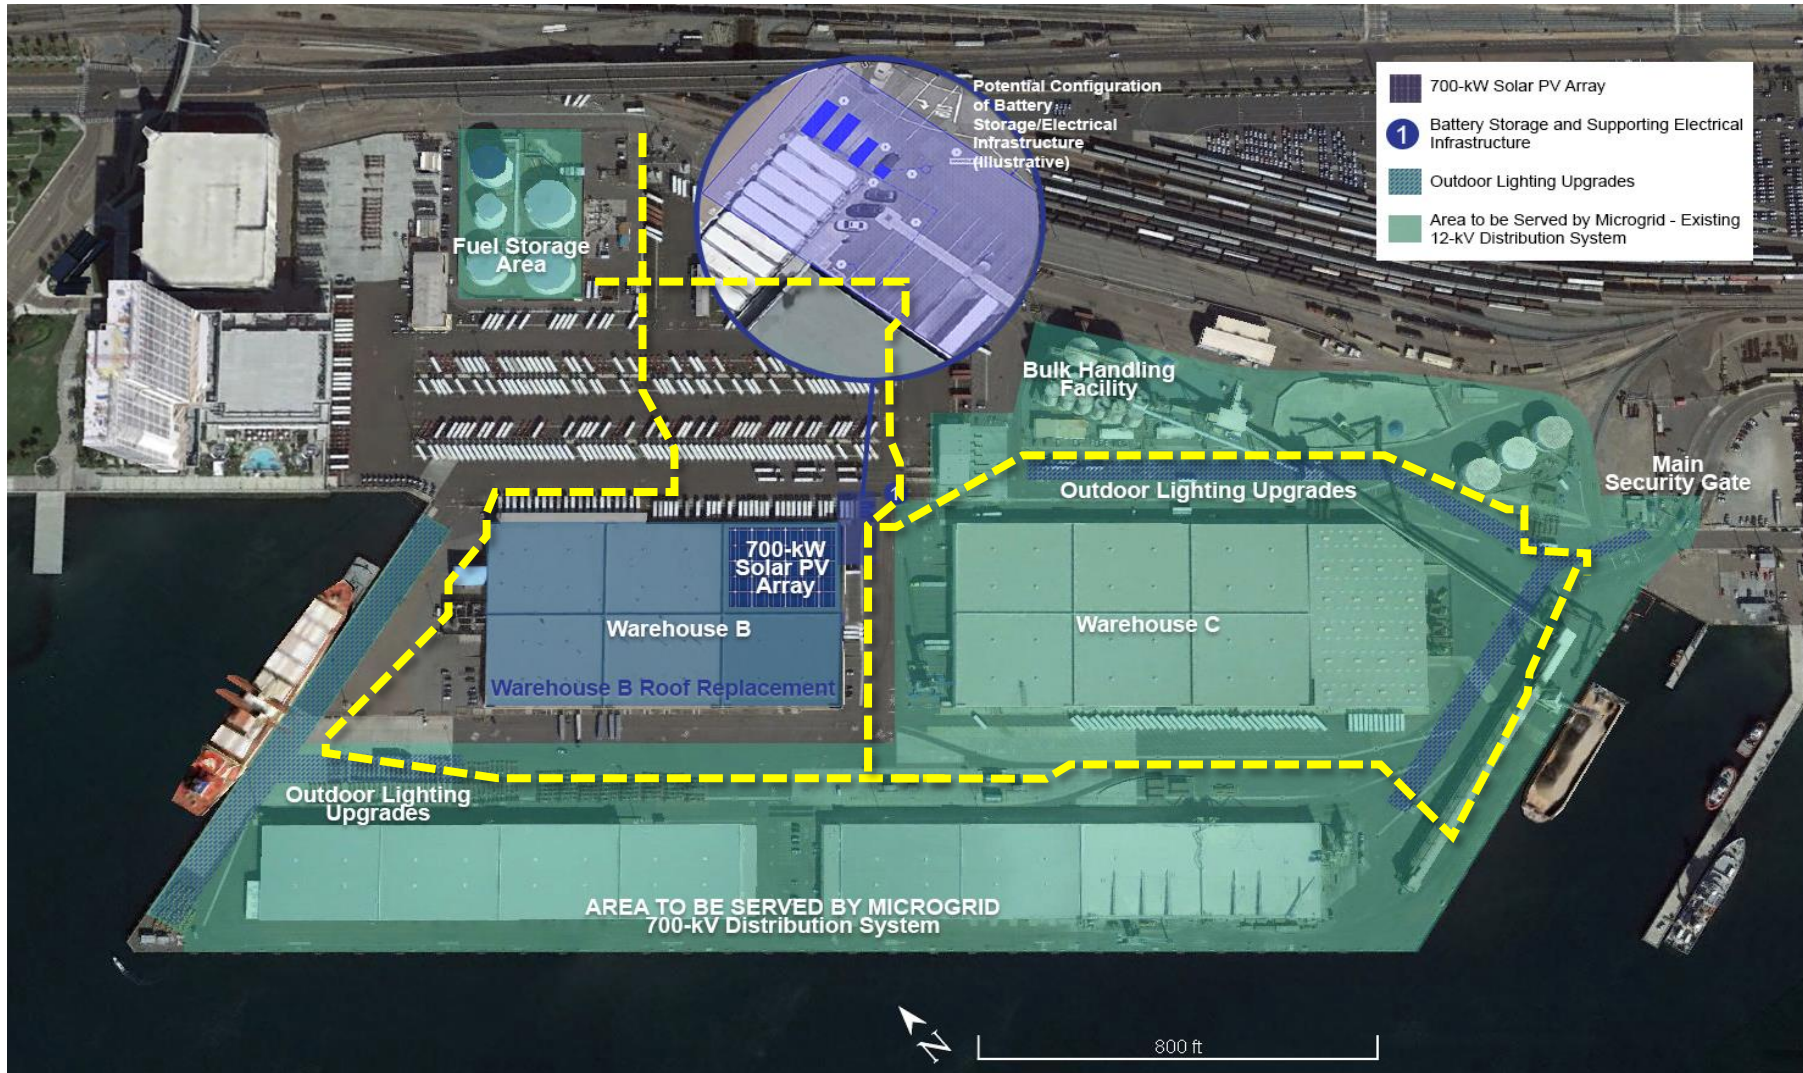 Potential Configuration
of Battery
Storage/Electrical
Infrastructure
(Illustrative)
700-kW Solar PV Array
1
Battery Storage and Supporting Electrical
Infrastructure
Outdoor Lighting Upgrades
Area to be Served by Microgrid - Existing
12-kV Distribution System
Fuel Storage
Area
Bulk Handling
Facility
Main
Security Gate
Outdoor Lighting Upgrades
1
700-kW
Solar PV
Array
Warehouse B
Warehouse C
Warehouse B Roof Replacement
Outdoor Lighting
Upgrades
AREA TO BE SERVED BY MICROGRID
700-kV Distribution System
N
800 ft